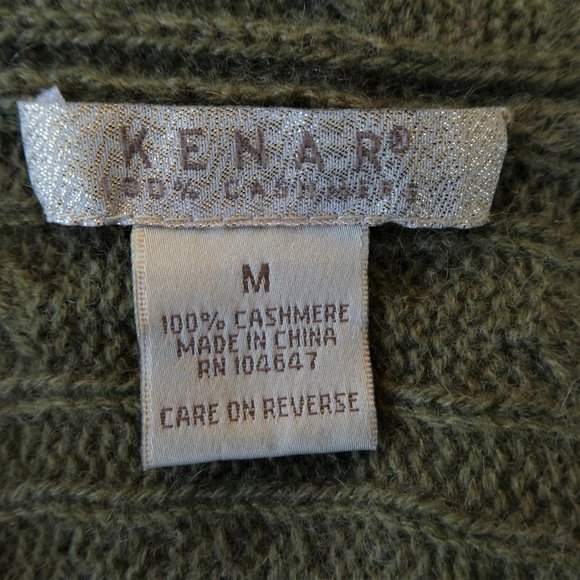 KENAR®
100% CASHMERE
M
100% CASHMERE
MADE IN CHINA
RN 104647
CARE ON REVERSE